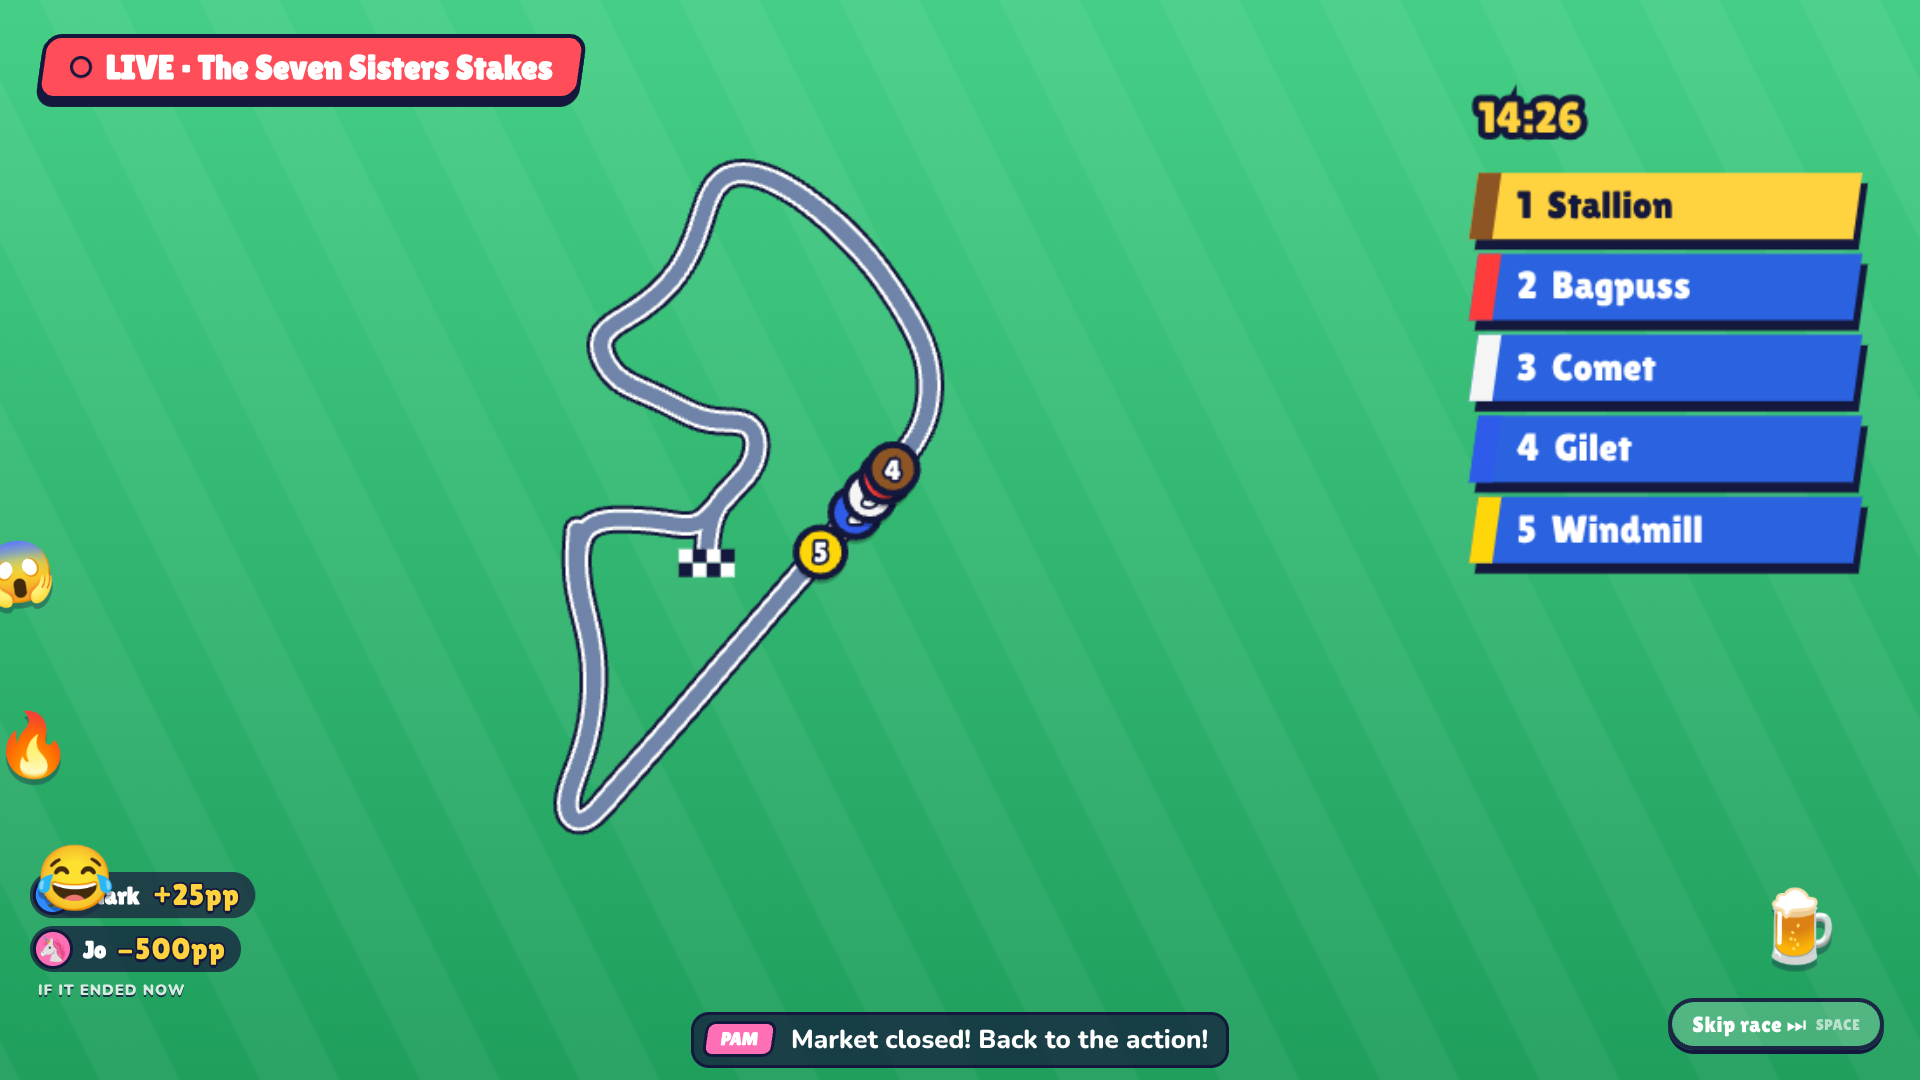 LIVE · The Seven Sisters Stakes
14:26
1 Stallion
2 Bagpuss
3 Comet
4 Gilet
5 Windmill
4
5
+25pp
Jo -500pp
IF IT ENDED NOW
PAM Market closed! Back to the action!
Skip race SPACE